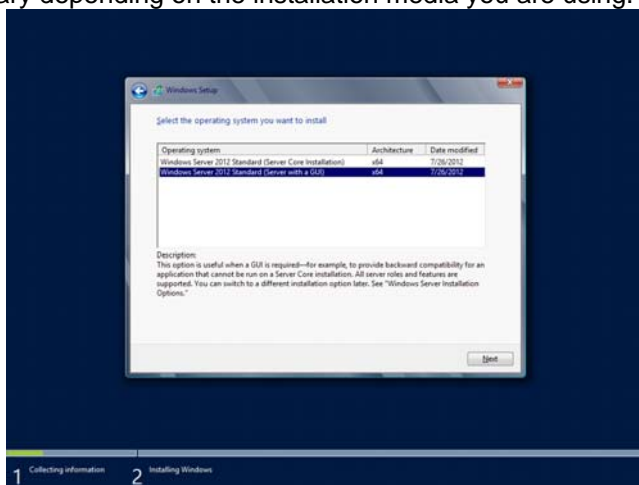 ary depending on the installation media you are using.
Windows Setup
Select the operating system you want to install
Operating system Architecture Date modified
Windows Server 2012 Standard (Server Core Installation) x64 7/26/2012
Windows Server 2012 Standard (Server with a GUI) x64 7/26/2012
Description:
This option is useful when a GUI is required—for example, to provide backward compatibility for an
application that cannot be run on a Server Core installation. All server roles and features are
supported. You can switch to a different installation option later. See "Windows Server Installation
Options."
Next
1 Collecting information 2 Installing Windows